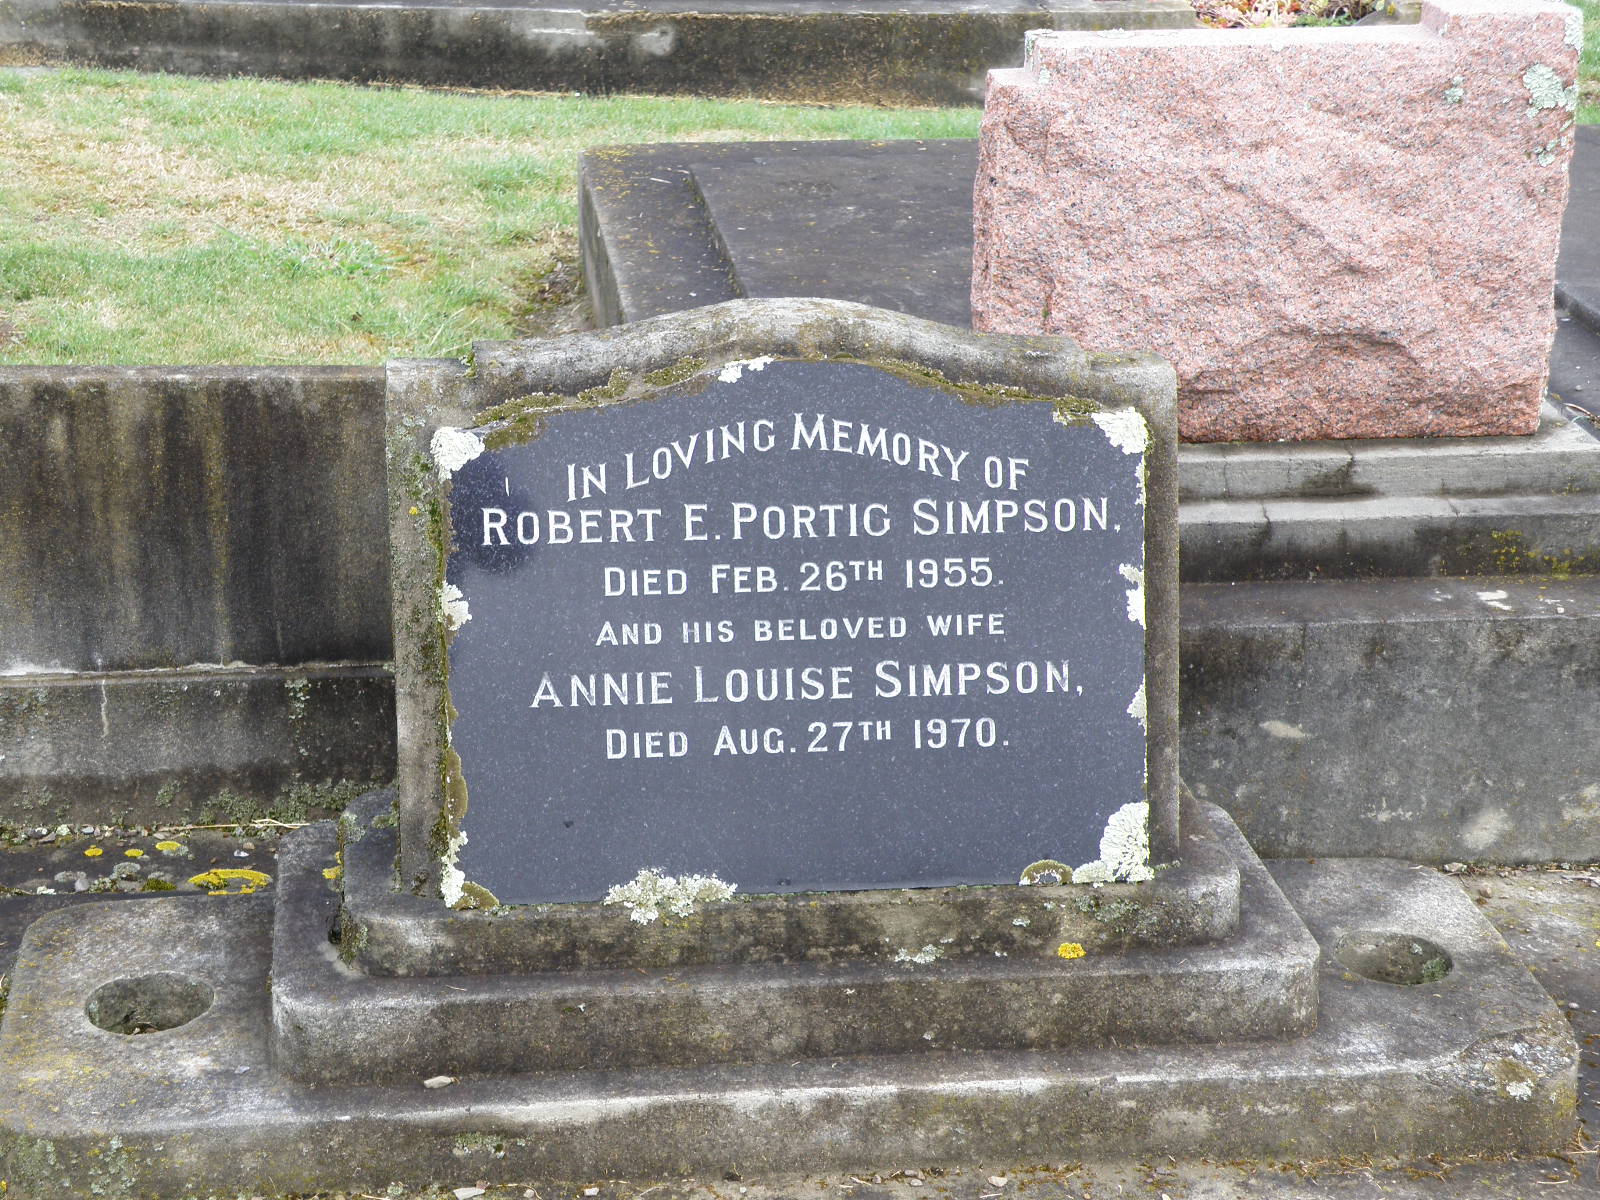 IN LOVING MEMORY OF
ROBERT E. PORTIG SIMPSON,
DIED FEB. 26TH 1955.
AND HIS BELOVED WIFE
ANNIE LOUISE SIMPSON,
DIED AUG. 27TH 1970.